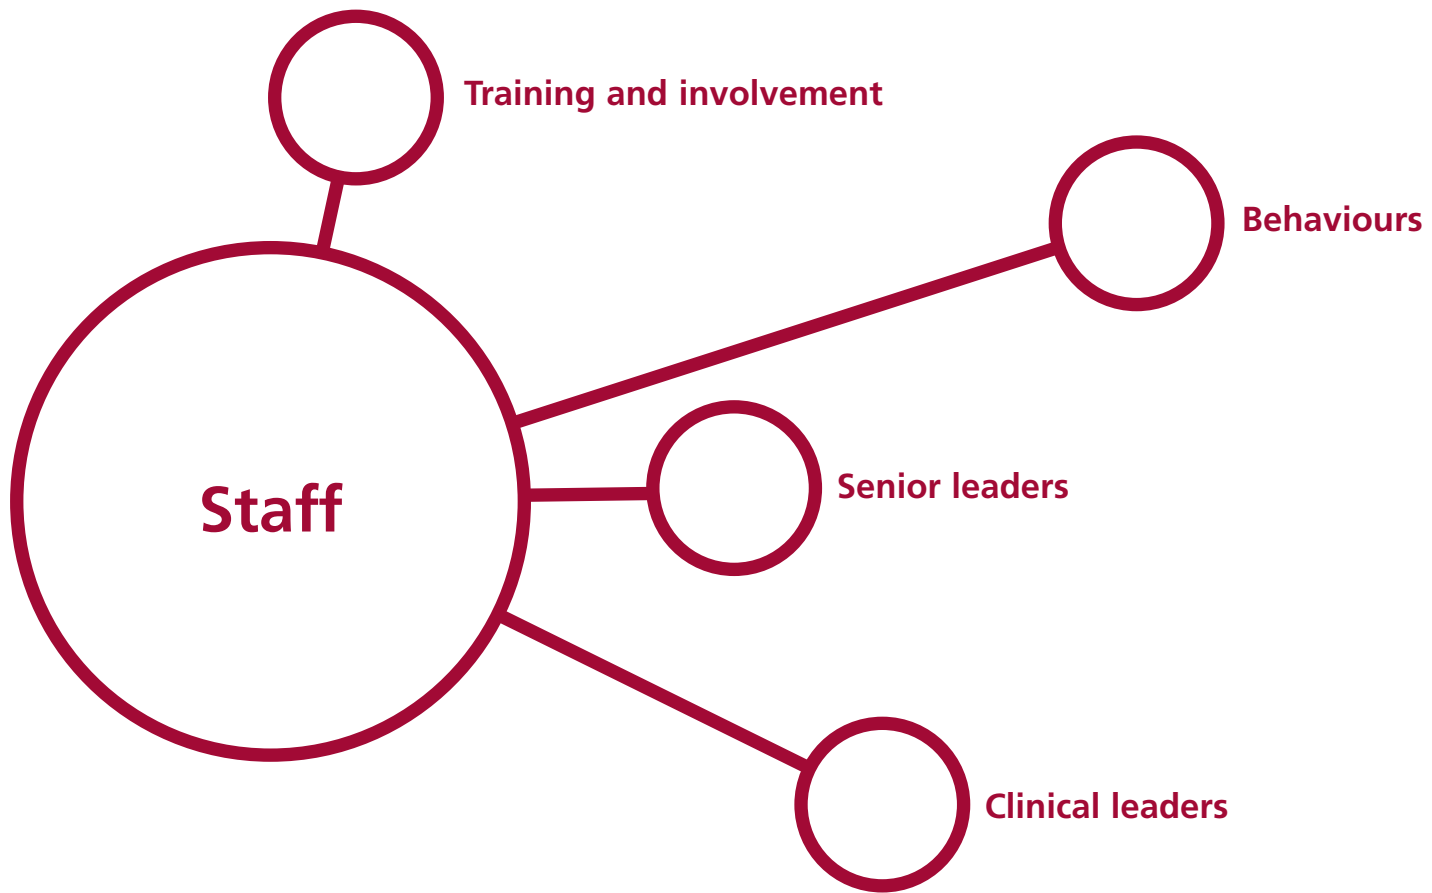 Training and involvement
Behaviours
Senior leaders
Staff
Clinical leaders